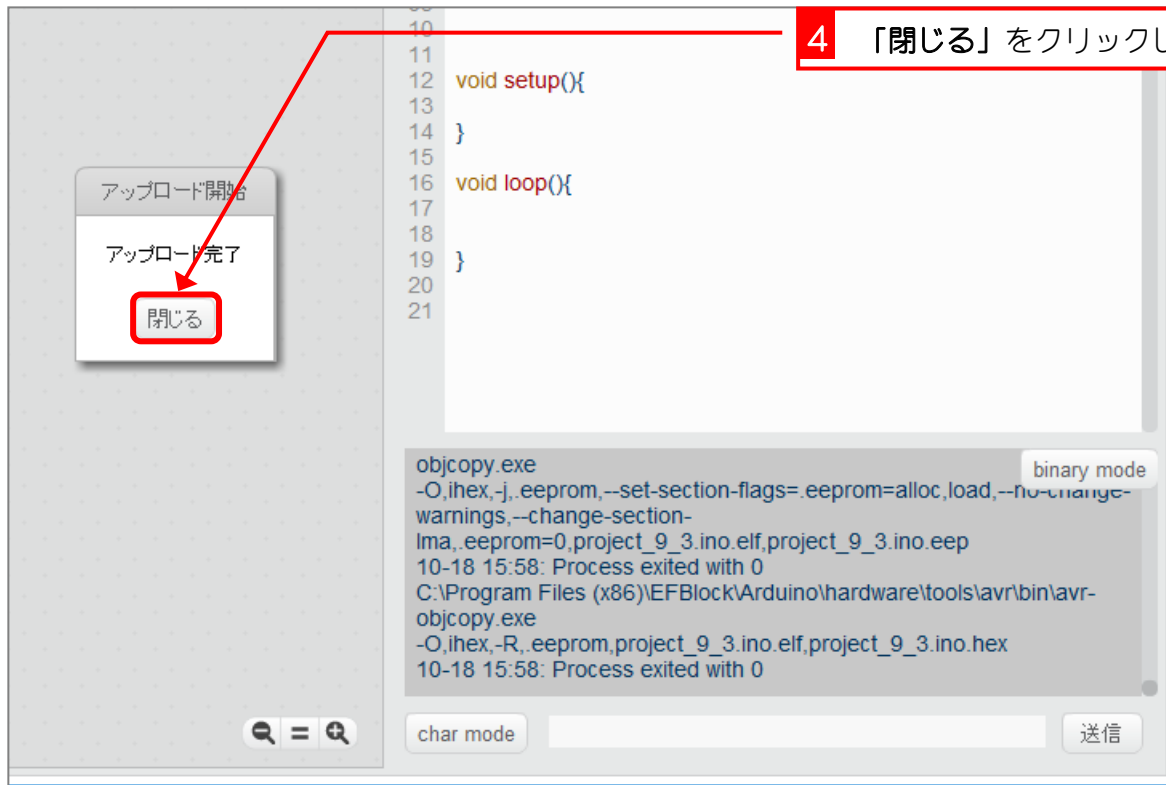 4 「閉じる」をクリックし
10
11
12 void setup(){
13
14 }
15
16 void loop(){
17
18
19 }
20
21
アップロード開始
アップロード完了
閉じる
objcopy.exe
binary mode
-O,ihex,-j,.eeprom,--set-section-flags=.eeprom=alloc,load,--no-change-
warnings,--change-section-
lma,.eeprom=0,project_9_3.ino.elf,project_9_3.ino.eep
10-18 15:58: Process exited with 0
C:\Program Files (x86)\EFBlock\Arduino\hardware\tools\avr\bin\avr-
objcopy.exe
-O,ihex,-R,.eeprom,project_9_3.ino.elf,project_9_3.ino.hex
10-18 15:58: Process exited with 0
char mode
送信